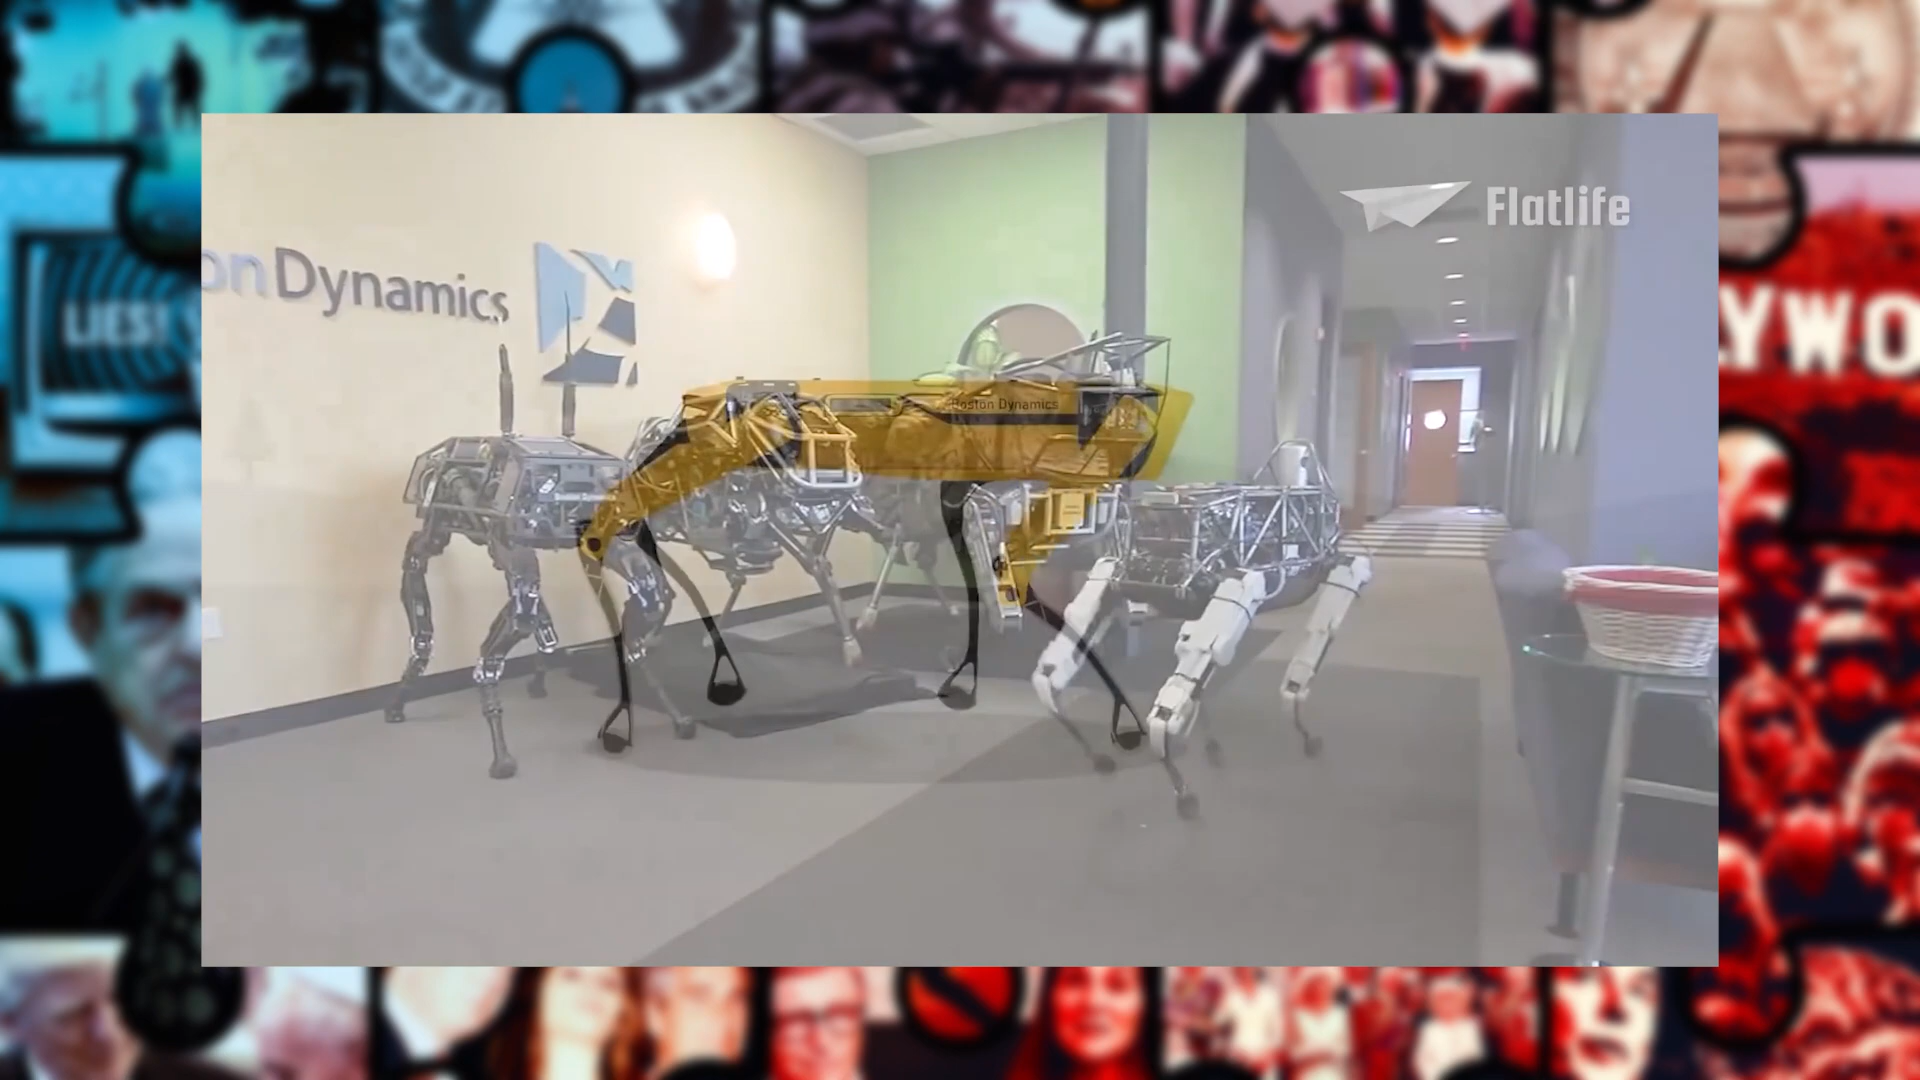 Flatlife
on Dynamics
Boston Dynamics
LIES!
YWO